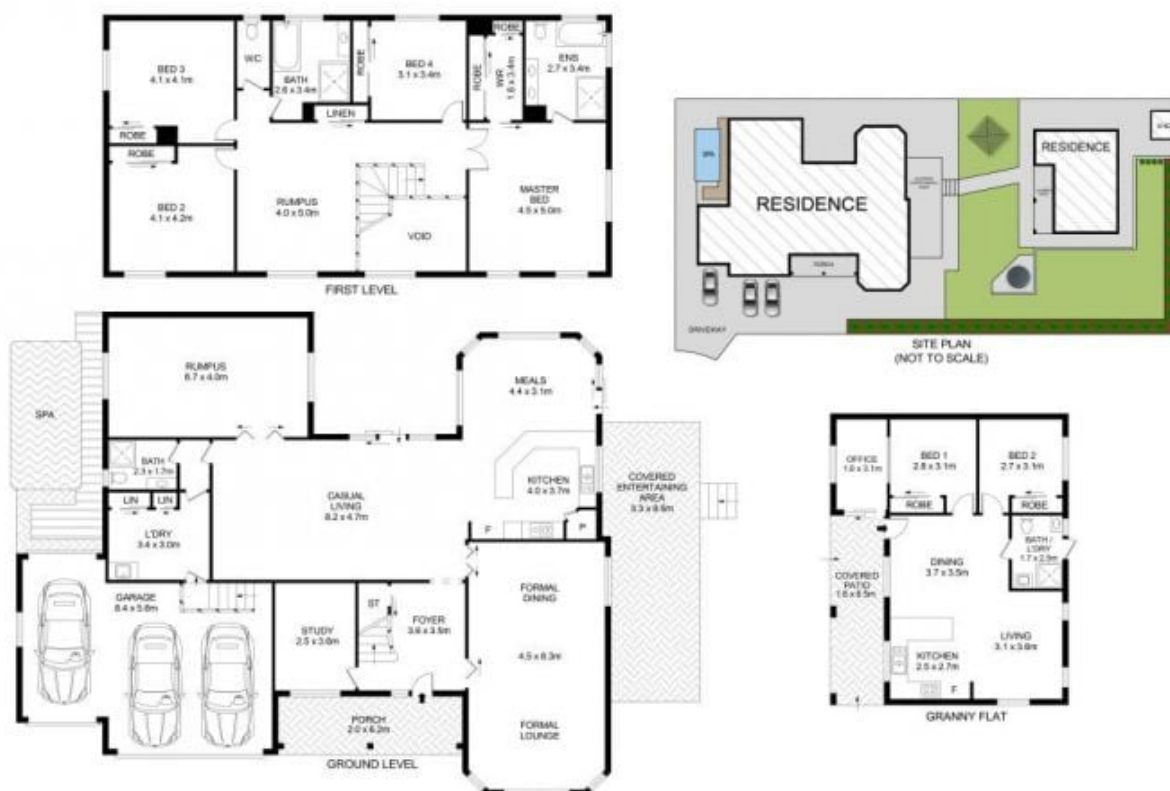 BED 3
4.1 x 4.1m
ROBE
ROBE
BED 2
4.1 x 4.2m
WC
BATH
2.6 x 3.4m
LINEN
ROBE
BED 4
3.1 x 3.4m
ROBE
ROBE
WIR
1.6 x 3.4m
ENS
2.7 x 3.4m
RUMPUS
4.0 x 5.0m
VOID
MASTER
BED
4.5 x 5.0m
FIRST LEVEL
SPA
RESIDENCE
PORCH
DRIVEWAY
RESIDENCE
SITE PLAN
(NOT TO SCALE)
SPA
RUMPUS
6.7 x 4.0m
BATH
2.3 x 1.7m
LIN
LIN
L'DRY
3.4 x 3.0m
CASUAL
LIVING
8.2 x 4.7m
MEALS
4.4 x 3.1m
KITCHEN
4.0 x 3.7m
F
P
COVERED
ENTERTAINING
AREA
3.3 x 8.6m
GARAGE
8.4 x 5.8m
STUDY
2.5 x 3.6m
ST
FOYER
3.6 x 3.5m
FORMAL
DINING
4.5 x 8.3m
FORMAL
LOUNGE
PORCH
2.0 x 6.2m
GROUND LEVEL
OFFICE
1.8 x 3.1m
BED 1
2.8 x 3.1m
ROBE
BED 2
2.7 x 3.1m
ROBE
BATH /
L'DRY
1.7 x 2.5m
DINING
3.7 x 3.5m
COVERED
PATIO
1.6 x 6.5m
KITCHEN
2.5 x 2.7m
F
LIVING
3.1 x 3.8m
GRANNY FLAT